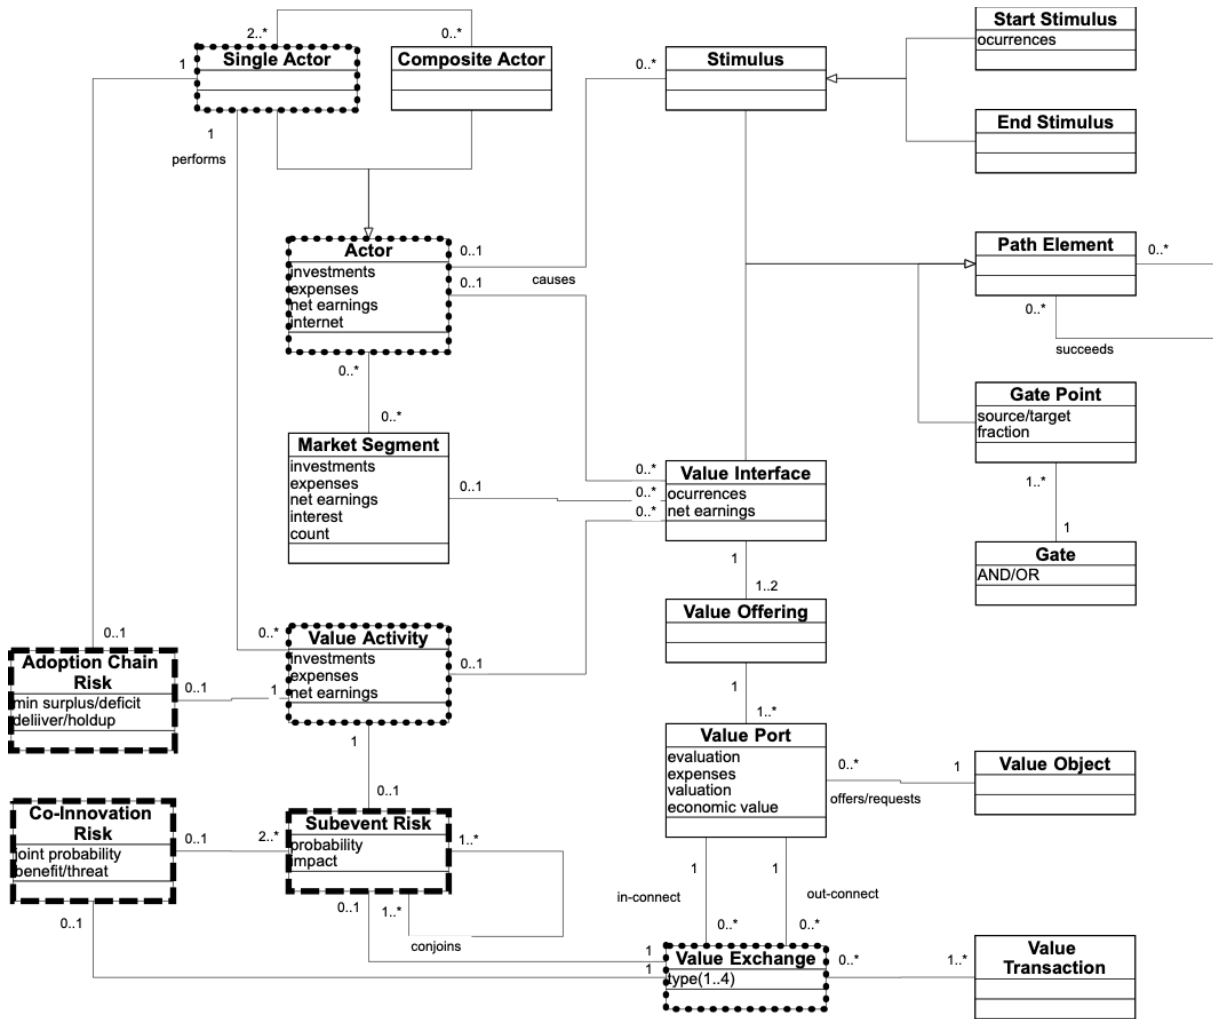 2..*
0..*
Start Stimulus
ocurrences
1
Single Actor
Composite Actor
0..*
Stimulus
1
performs
End Stimulus
Actor
investments
expenses
net earnings
internet
0..1
0..1
causes
Path Element
0..*
0..*
succeeds
0..*
0..*
Gate Point
source/target
fraction
Market Segment
investments
expenses
net earnings
interest
count
0..1
0..*
0..*
0..*
Value Interface
ocurrences
net earnings
1..*
1
Gate
AND/OR
1
1..2
Value Offering
0..1
0..*
Value Activity
investments
expenses
net earnings
0..1
Adoption Chain
Risk
min surplus/deficit
deliiver/holdup
0..1
1
1
1..*
Value Port
evaluation
expenses
valuation
economic value
0..*
offers/requests
1
Value Object
1
0..1
Co-Innovation
Risk
joint probability
benefit/threat
0..1
2..*
Subevent Risk
probability
impact
1..*
1
1
in-connect
out-connect
0..1
0..1
1..*
conjoins
0..*
0..*
1
1
Value Exchange
type(1..4)
0..*
1..*
Value
Transaction